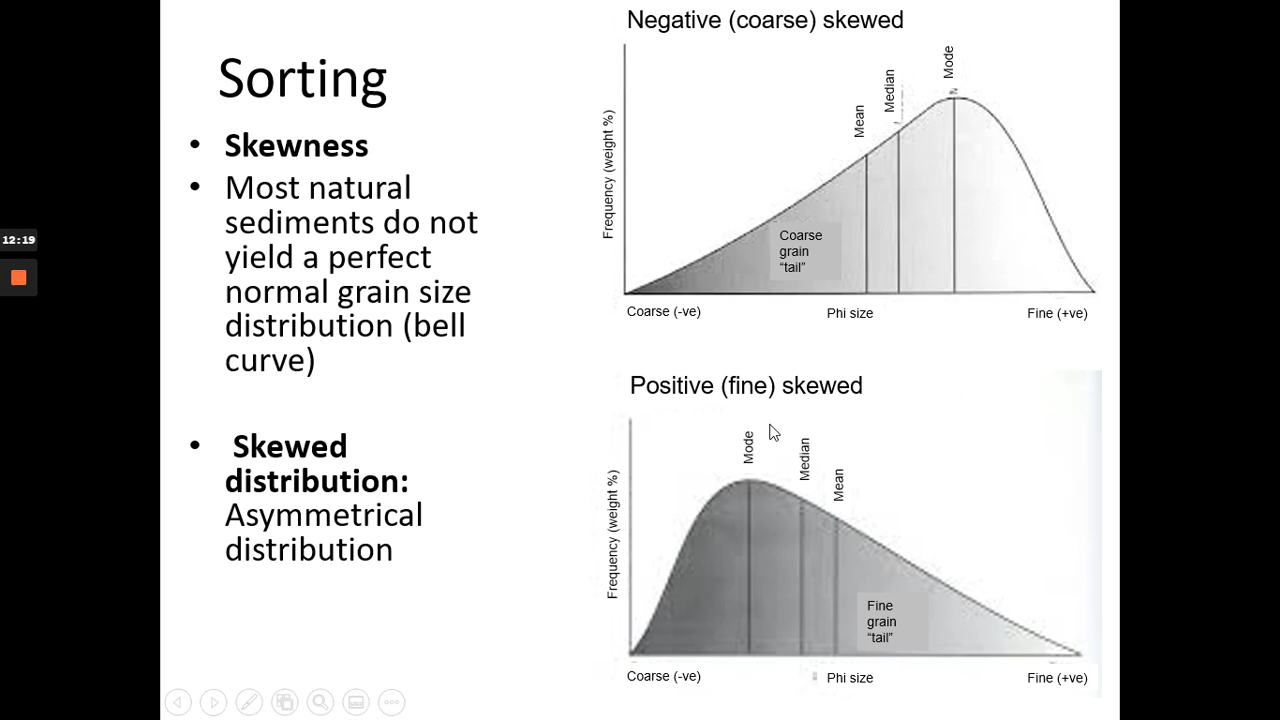 12:19
Sorting
• Skewness
• Most natural
sediments do not
yield a perfect
normal grain size
distribution (bell
curve)
• Skewed
distribution:
Asymmetrical
distribution
Negative (coarse) skewed
Frequency (weight %)
Mean
Median
Mode
Coarse
grain
“tail”
Coarse (-ve)
Phi size
Fine (+ve)
Positive (fine) skewed
Frequency (weight %)
Mode
Median
Mean
Fine
grain
“tail”
Coarse (-ve)
Phi size
Fine (+ve)